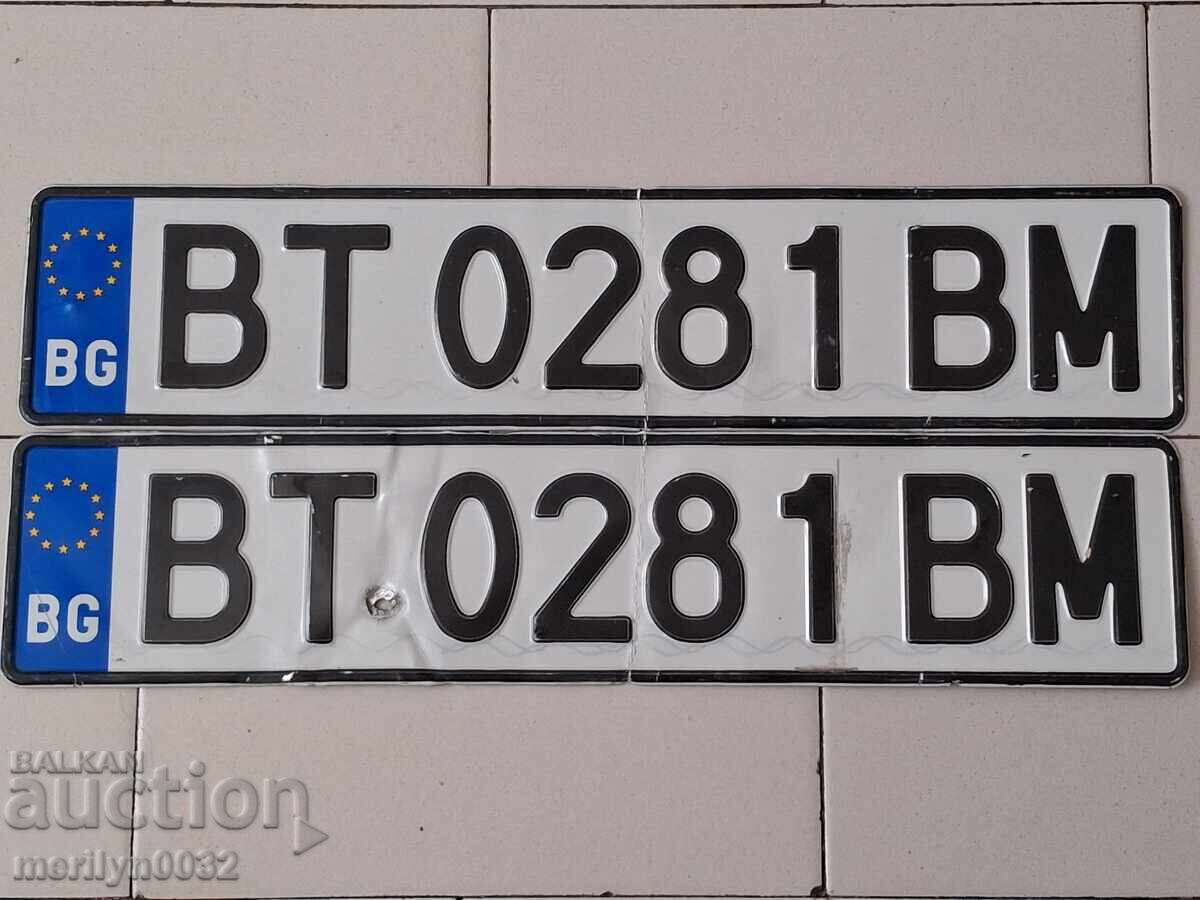 BG BT 0281 BM
BG BT 0281 BM
BALKAN
auction
merilyn0032